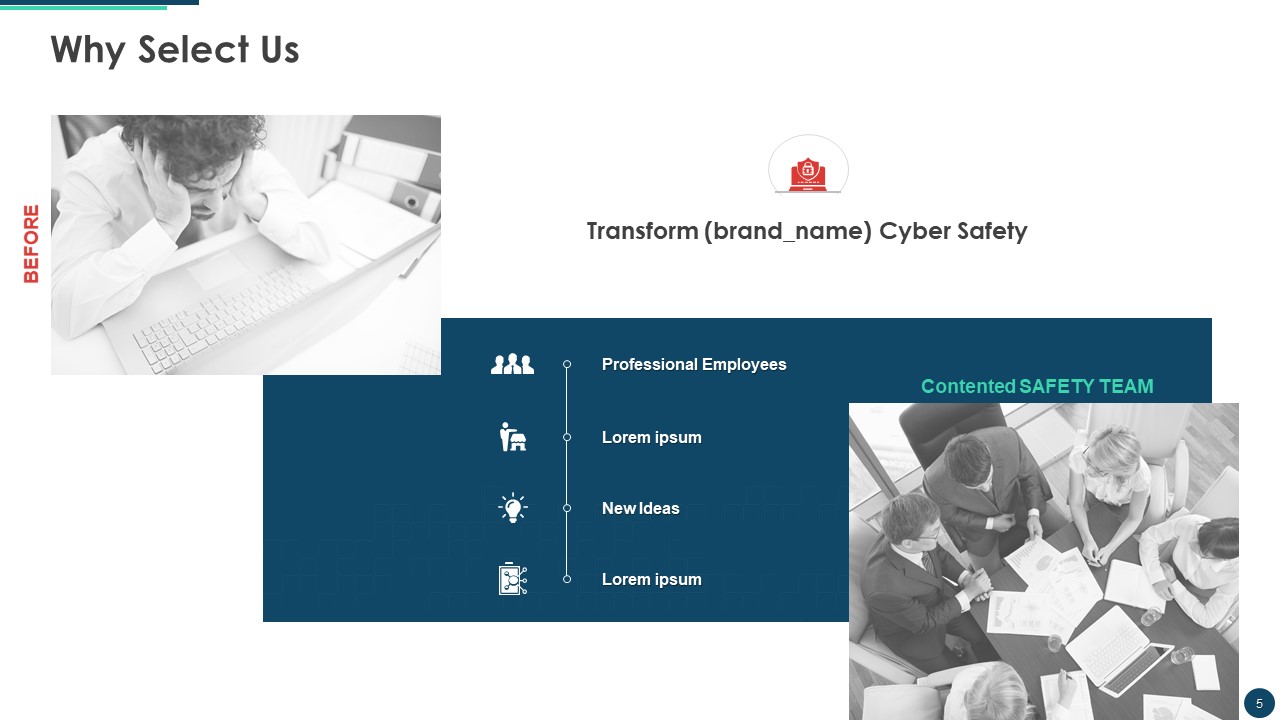 Why Select Us
BEFORE
Transform (brand_name) Cyber Safety
Professional Employees
Contented SAFETY TEAM
Lorem ipsum
New Ideas
Lorem ipsum
5